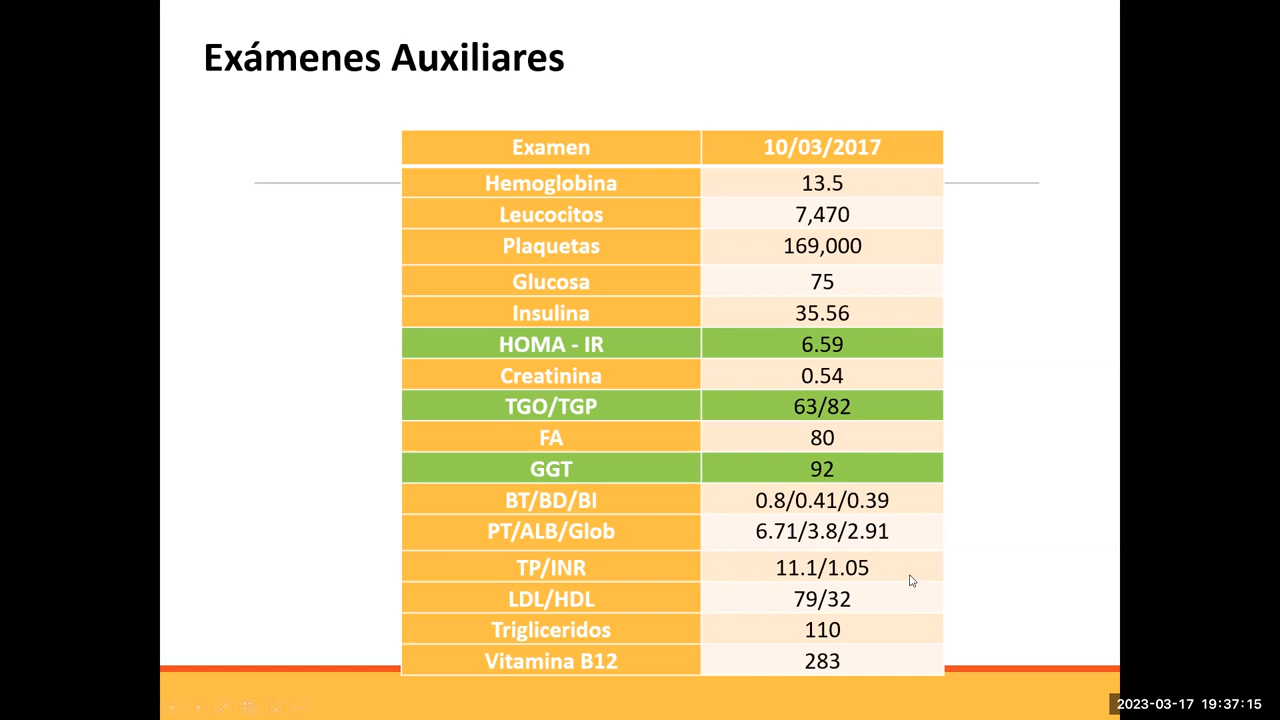 Exámenes Auxiliares
Examen 10/03/2017
Hemoglobina 13.5
Leucocitos 7,470
Plaquetas 169,000
Glucosa 75
Insulina 35.56
HOMA - IR 6.59
Creatinina 0.54
TGO/TGP 63/82
FA 80
GGT 92
BT/BD/BI 0.8/0.41/0.39
PT/ALB/Glob 6.71/3.8/2.91
TP/INR 11.1/1.05
LDL/HDL 79/32
Trigliceridos 110
Vitamina B12 283
2023-03-17 19:37:15